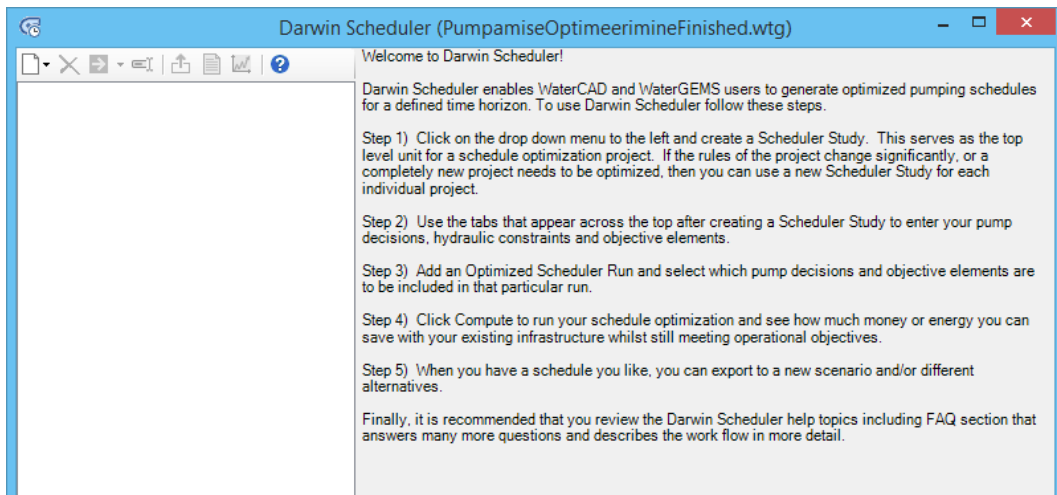 Darwin Scheduler (PumpamiseOptimeerimineFinished.wtg)
Welcome to Darwin Scheduler!
Darwin Scheduler enables WaterCAD and WaterGEMS users to generate optimized pumping schedules
for a defined time horizon. To use Darwin Scheduler follow these steps.
Step 1) Click on the drop down menu to the left and create a Scheduler Study. This serves as the top
level unit for a schedule optimization project. If the rules of the project change significantly, or a
completely new project needs to be optimized, then you can use a new Scheduler Study for each
individual project.
Step 2) Use the tabs that appear across the top after creating a Scheduler Study to enter your pump
decisions, hydraulic constraints and objective elements.
Step 3) Add an Optimized Scheduler Run and select which pump decisions and objective elements are
to be included in that particular run.
Step 4) Click Compute to run your schedule optimization and see how much money or energy you can
save with your existing infrastructure whilst still meeting operational objectives.
Step 5) When you have a schedule you like, you can export to a new scenario and/or different
alternatives.
Finally, it is recommended that you review the Darwin Scheduler help topics including FAQ section that
answers many more questions and describes the work flow in more detail.